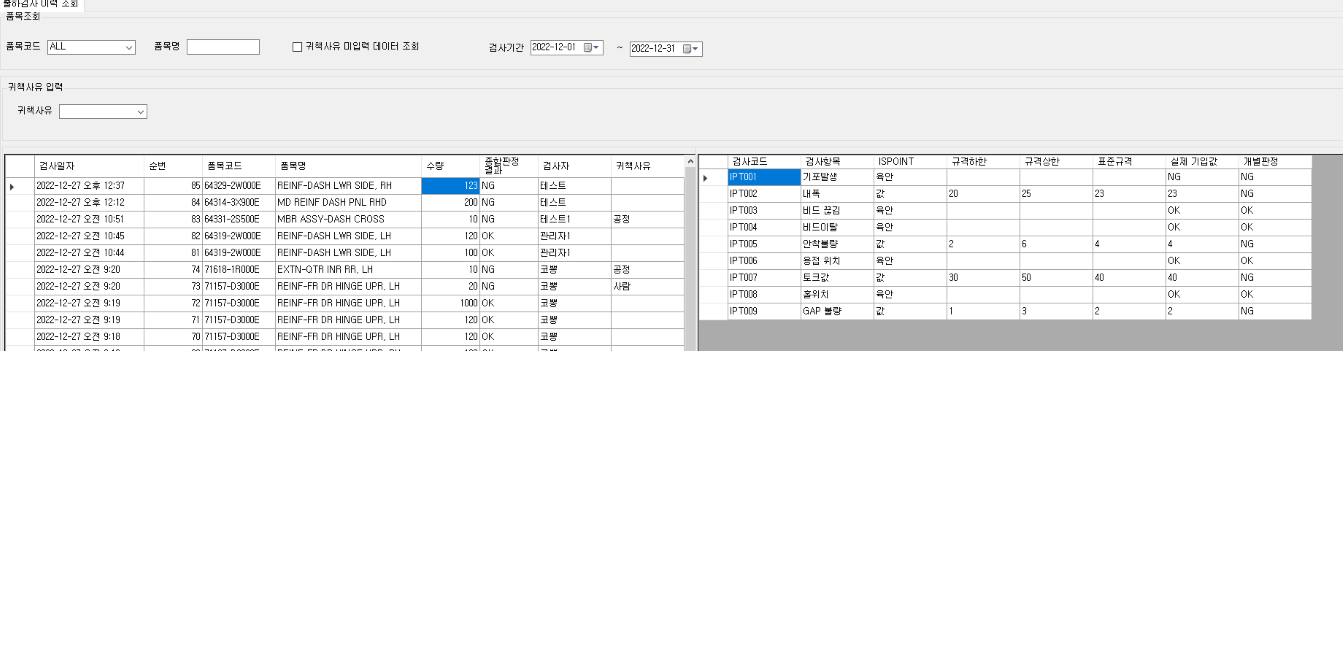 출하검사 이력 조회
품목조회
품목코드 ALL 품목명 귀책사유 미입력 데이터 조회 검사기간 2022-12-01 ~ 2022-12-31
귀책사유 입력
귀책사유
검사일자 순번 품목코드 품목명 수량 종합판정 결과 검사자 귀책사유
2022-12-27 오후 12:37 85 64329-2W000E REINF-DASH LWR SIDE, RH 123 NG 테스트
2022-12-27 오후 12:12 84 64314-3X900E MD REINF DASH PNL RHD 200 NG 테스트
2022-12-27 오전 10:51 83 64331-2S500E MBR ASSY-DASH CROSS 10 NG 테스트1 공정
2022-12-27 오전 10:45 82 64319-2W000E REINF-DASH LWR SIDE, LH 120 OK 관리자1
2022-12-27 오전 10:44 81 64319-2W000E REINF-DASH LWR SIDE, LH 100 OK 관리자1
2022-12-27 오전 9:20 74 71618-1R000E EXTN-QTR INR RR, LH 10 NG 코뿡 공정
2022-12-27 오전 9:20 73 71157-D3000E REINF-FR DR HINGE UPR, LH 20 NG 코뿡 사람
2022-12-27 오전 9:19 72 71157-D3000E REINF-FR DR HINGE UPR, LH 1000 OK 코뿡
2022-12-27 오전 9:19 71 71157-D3000E REINF-FR DR HINGE UPR, LH 120 OK 코뿡
2022-12-27 오전 9:18 70 71157-D3000E REINF-FR DR HINGE UPR, LH 120 OK 코뿡
검사코드 검사항목 ISPOINT 규격하한 규격상한 표준규격 실제 기입값 개별판정
IPT001 기포발생 육안 NG NG
IPT002 내폭 값 20 25 23 23 NG
IPT003 비드 끊김 육안 OK OK
IPT004 비드이탈 육안 OK OK
IPT005 안착불량 값 2 6 4 4 NG
IPT006 용접 위치 육안 OK OK
IPT007 토크값 값 30 50 40 40 NG
IPT008 홀위치 육안 OK OK
IPT009 GAP 불량 값 1 3 2 2 NG